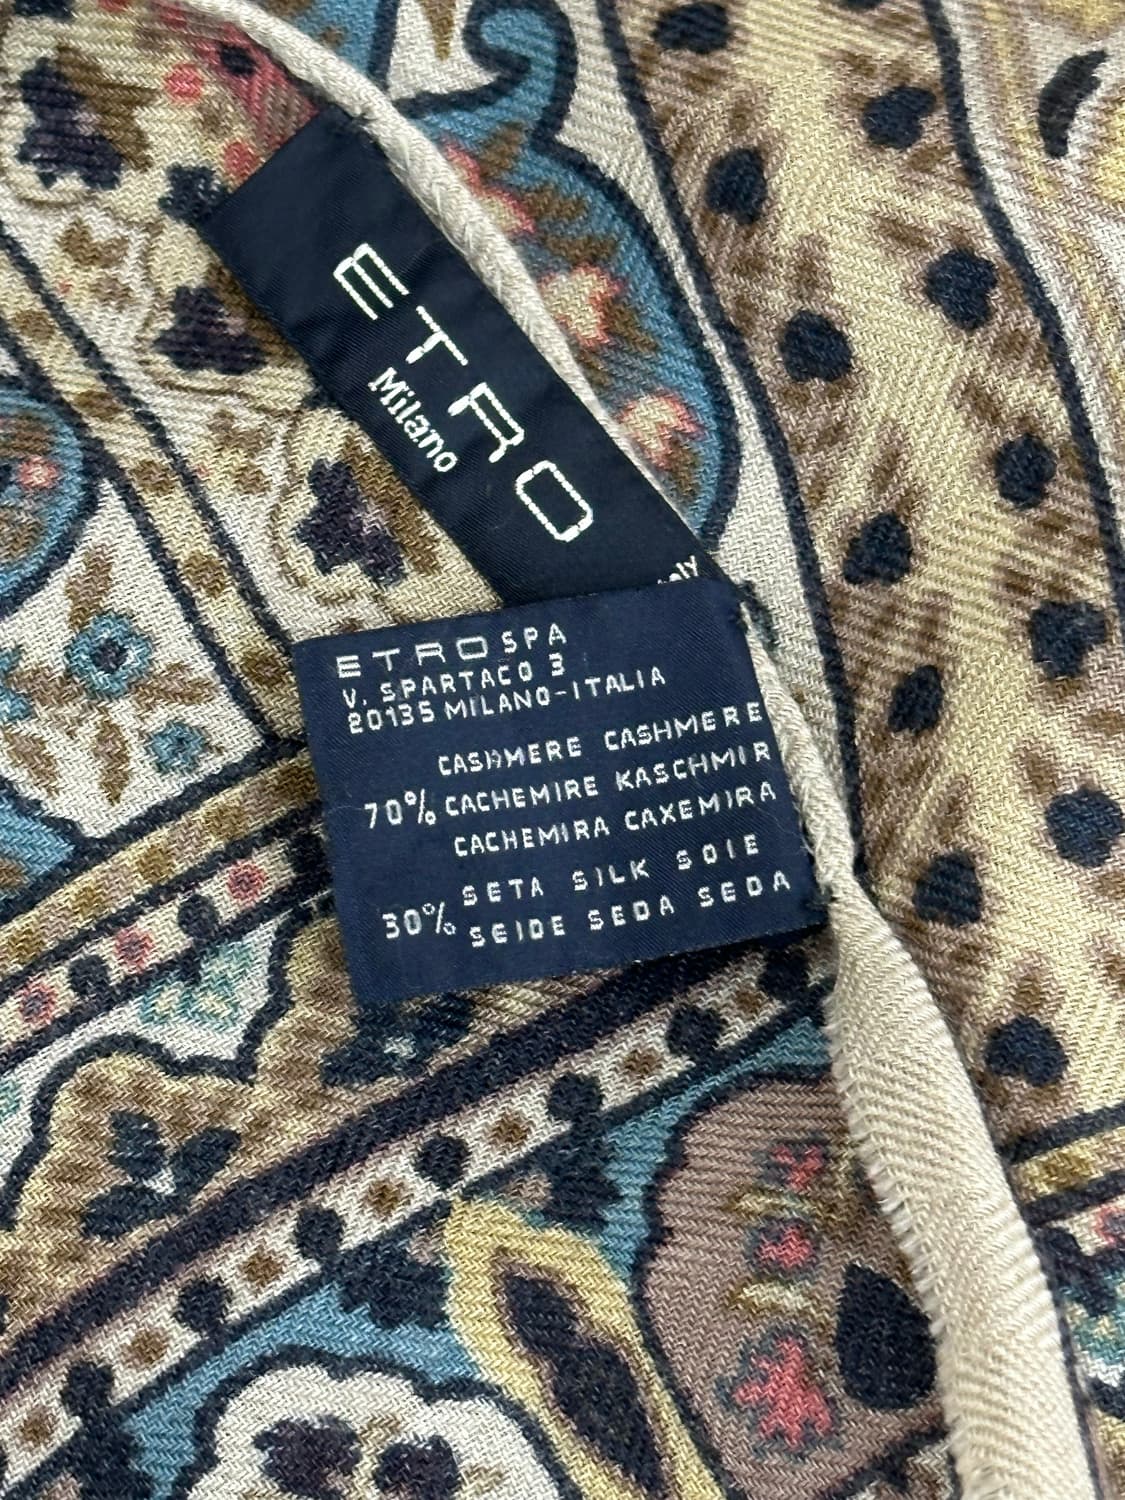 ETRO
Milano
ETRO SPA
V. SPARTACO 3
20135 MILANO-ITALIA
CASHMERE CASHMERE
70% CACHEMIRE KASCHMIR
CACHEMIRA CAXEMIRA
SETA SILK SOIE
30% SEIDE SEDA SEDA